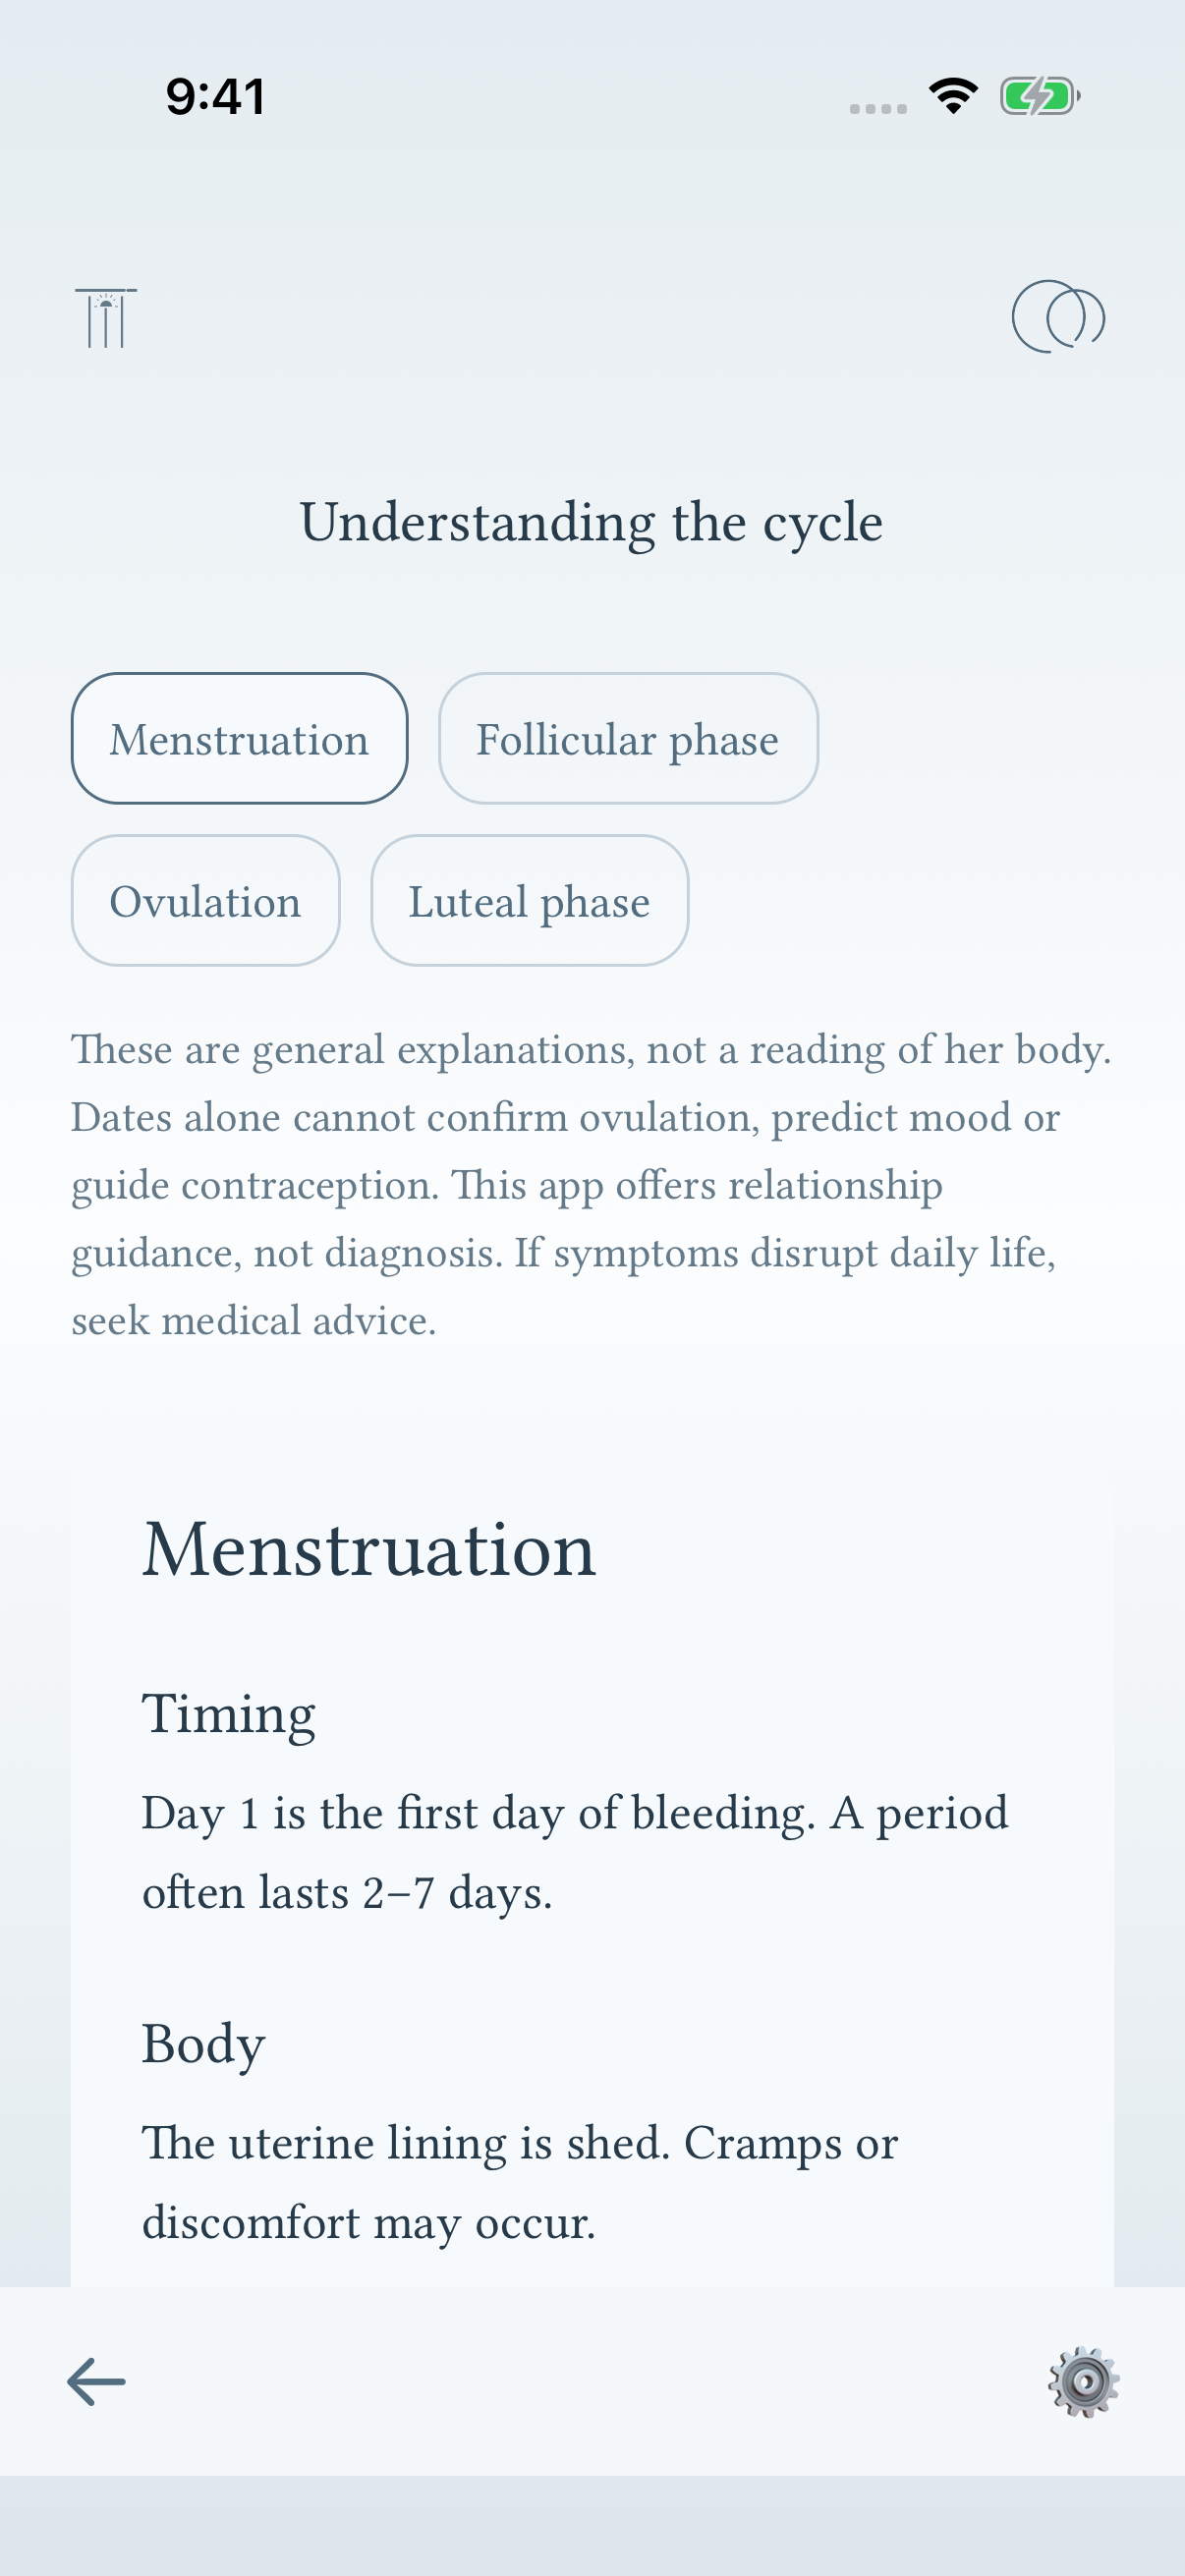 9:41
Understanding the cycle
Menstruation
Follicular phase
Ovulation
Luteal phase
These are general explanations, not a reading of her body.
Dates alone cannot confirm ovulation, predict mood or
guide contraception. This app offers relationship
guidance, not diagnosis. If symptoms disrupt daily life,
seek medical advice.
Menstruation
Timing
Day 1 is the first day of bleeding. A period
often lasts 2–7 days.
Body
The uterine lining is shed. Cramps or
discomfort may occur.